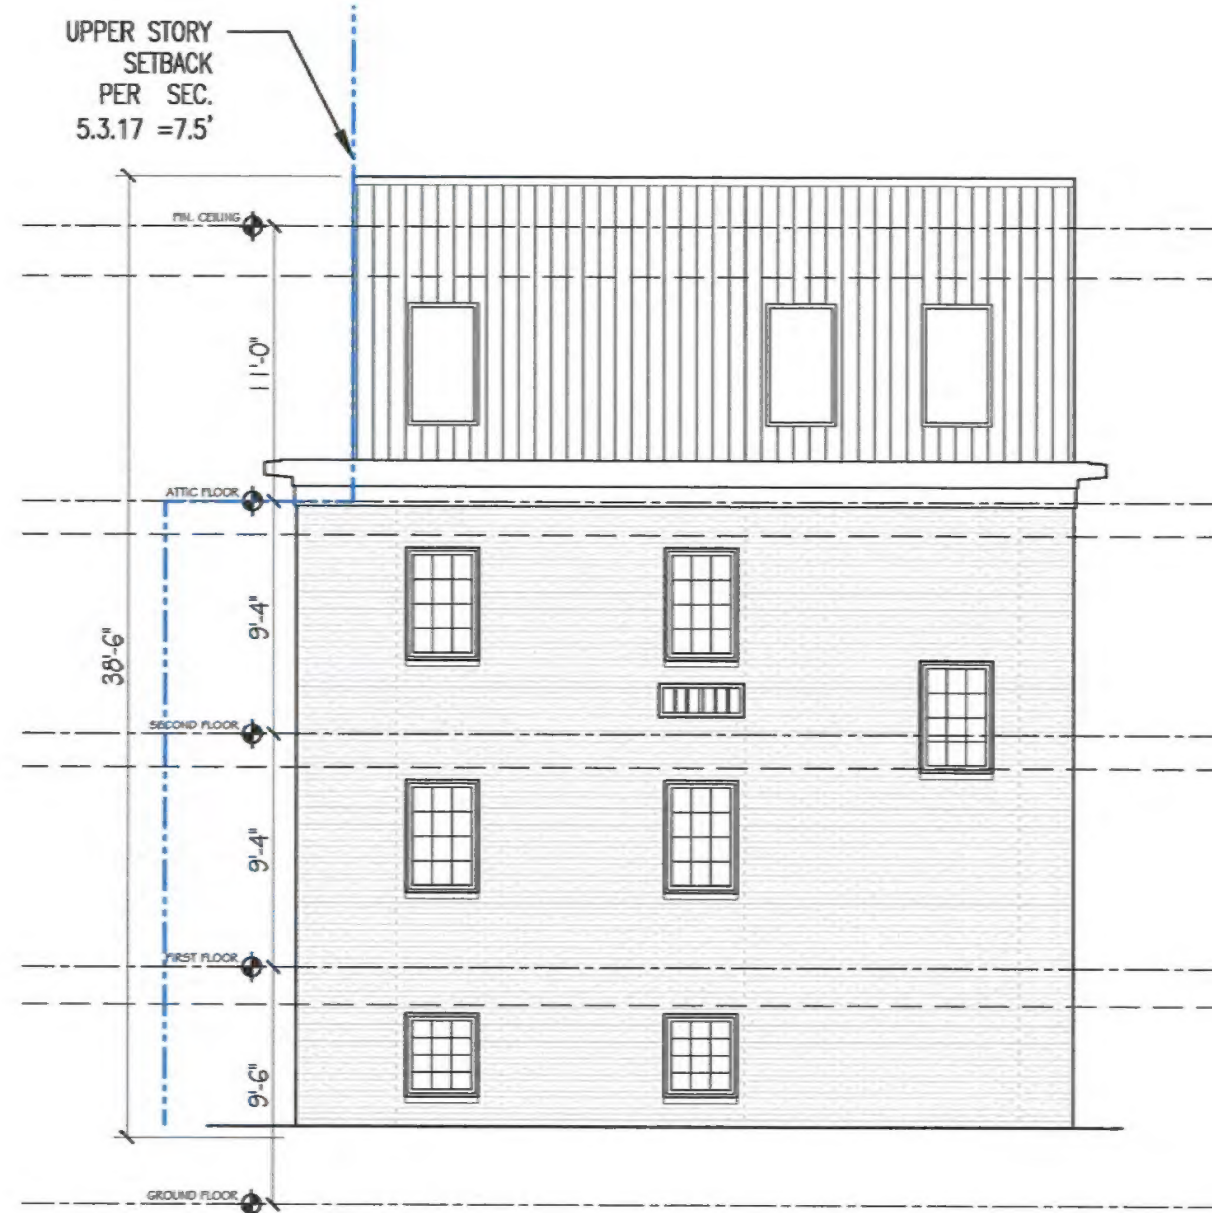 UPPER STORY
SETBACK
PER SEC.
5.3.17 =7.5'
FIN. CEILING
11'-0"
ATTIC FLOOR
9'-4"
38'-6"
SECOND FLOOR
9'-4"
FIRST FLOOR
9'-6"
GROUND FLOOR